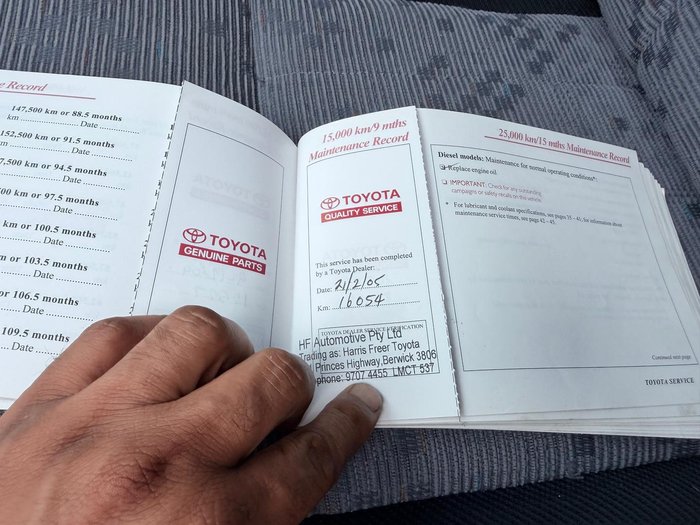 e Record
147,500 km or 88.5 months
km ............ Date ............
152,500 km or 91.5 months
Date
7,500 km or 94.5 months
Date
00 km or 97.5 months
Date
km or 100.5 months
Date
m or 103.5 months
Date
or 106.5 months
Date
109.5 months
Date
TOYOTA
GENUINE PARTS
15,000 km/9 mths
Maintenance Record
TOYOTA
QUALITY SERVICE
This service has been completed
by a Toyota Dealer:
Date: 21/2/05
Km: 16054
TOYOTA DEALER SERVICE VERIFICATION
HF Automotive Pty Ltd
Trading as: Harris Freer Toyota
Princes Highway, Berwick 3806
phone: 9707 4455 LMCT 537
25,000 km/15 mths Maintenance Record
Diesel models: Maintenance for normal operating conditions*:
Replace engine oil.
IMPORTANT: Check for any outstanding
campaigns or safety recalls on this vehicle.
* For lubricant and coolant specifications, see pages 35 – 41; for information about
maintenance service times, see page 42 – 45.
Continued next page
TOYOTA SERVICE